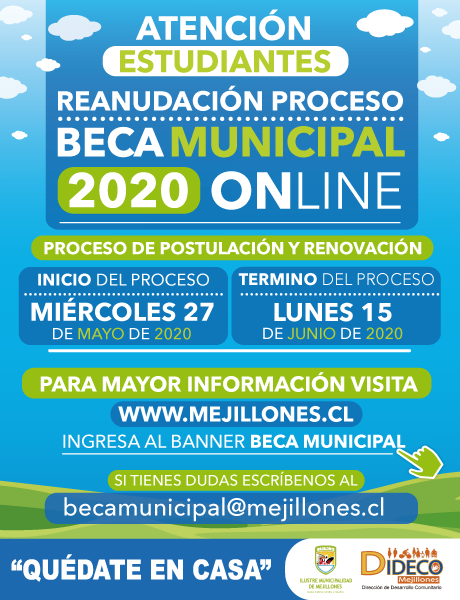 ATENCIÓN
ESTUDIANTES
REANUDACIÓN PROCESO
BECA MUNICIPAL
2020 ONLINE
PROCESO DE POSTULACIÓN Y RENOVACIÓN
INICIO DEL PROCESO
MIÉRCOLES 27
DE MAYO DE 2020
TERMINO DEL PROCESO
LUNES 15
DE JUNIO DE 2020
PARA MAYOR INFORMACIÓN VISITA
WWW.MEJILLONES.CL
INGRESA AL BANNER BECA MUNICIPAL
SI TIENES DUDAS ESCRÍBENOS AL
becamunicipal@mejillones.cl
“QUÉDATE EN CASA”
ILUSTRE MUNICIPALIDAD
DE MEJILLONES
DIDECO
Mejillones
Dirección de Desarrollo Comunitario